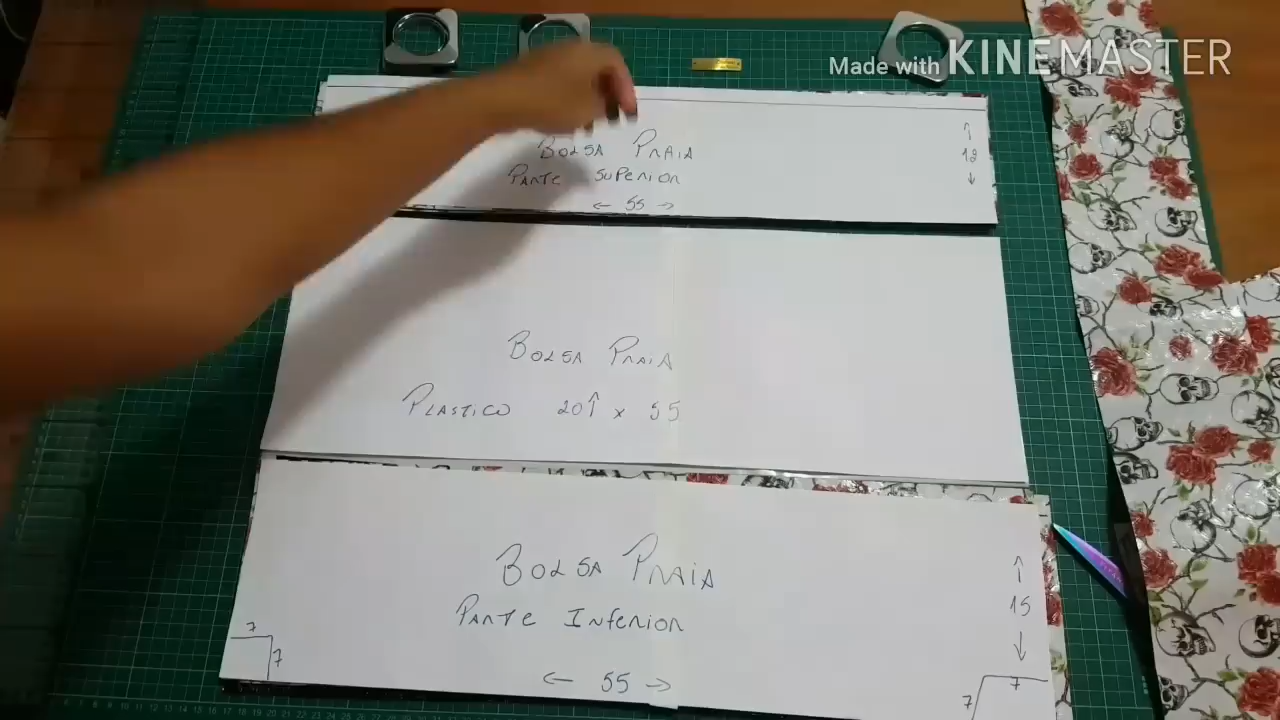 Made with KINEMASTER
BOLSA PRAIA
PARTE SUPERIOR
← 55 →
↑
12
↓
BOLSA PRAIA
PLASTICO 20↑ x 55
BOLSA PRAIA
PARTE INFERIOR
← 55 →
↑
15
↓
7
7
7
7